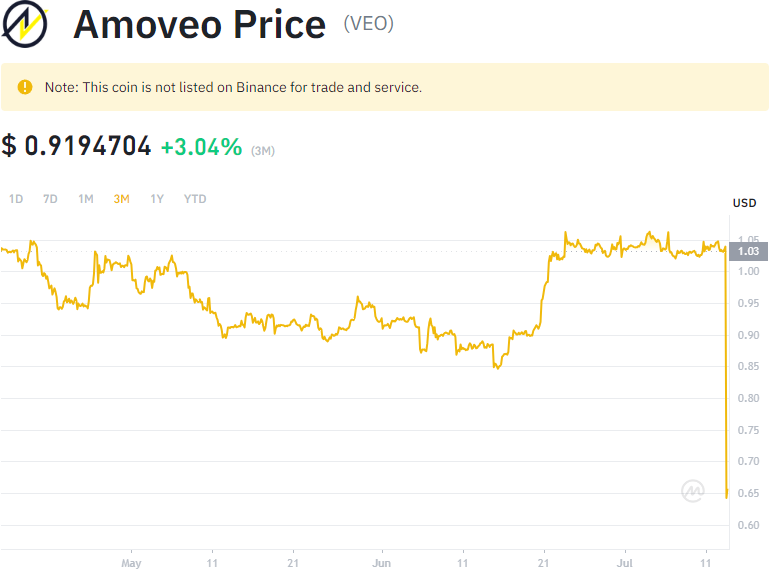 Amoveo Price (VEO)
Note: This coin is not listed on Binance for trade and service.
$ 0.9194704 +3.04% (3M)
1D 7D 1M 3M 1Y YTD
USD
1.05
1.03
1.00
0.95
0.90
0.85
0.80
0.75
0.70
0.65
0.60
May 11 21 Jun 11 21 Jul 11